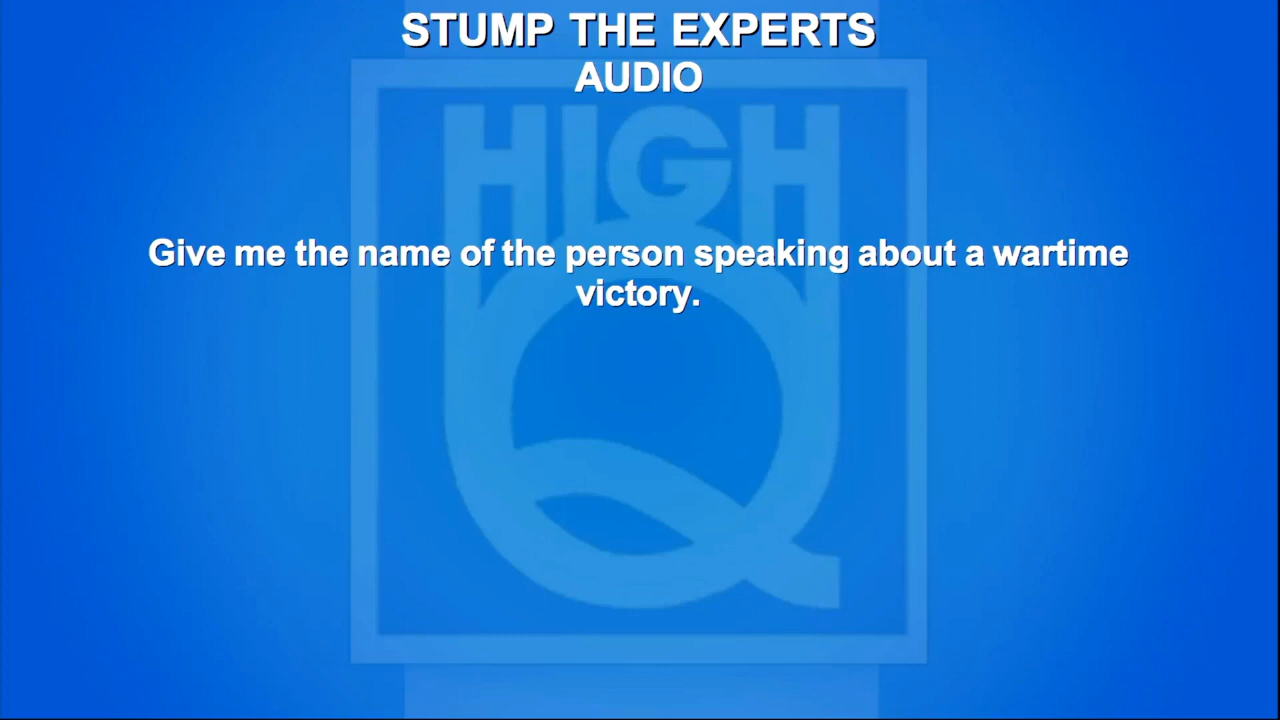 STUMP THE EXPERTS
AUDIO
HIGH
Q
Give me the name of the person speaking about a wartime
victory.